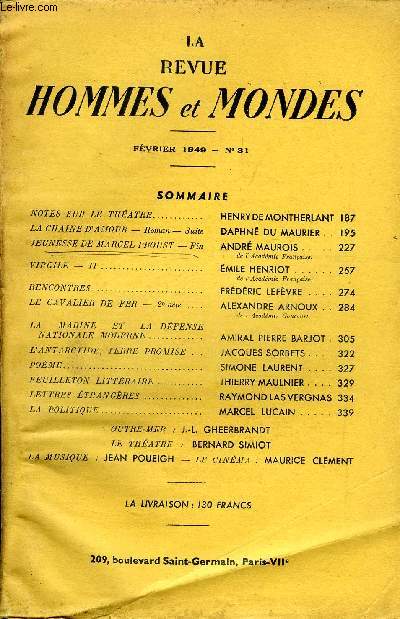 Le-livre.com
LA
REVUE
HOMMES et MONDES
FÉVRIER 1949 — N° 31
SOMMAIRE
NOTES SUR LE THÉATRE............ HENRY DE MONTHERLANT 187
LA CHAINE D'AMOUR — Roman — Suite DAPHNÉ DU MAURIER .. 195
JEUNESSE DE MARCEL PROUST — Fin ANDRÉ MAUROIS..... 227
de l'Académie Française.
VIRGILE — II .................... ÉMILE HENRIOT ...... 257
de l'Académie Française
RENCONTRES ..................... FRÉDÉRIC LEFÈVRE .... 274
LE CAVALIER DE FER — 2e .... ALEXANDRE ARNOUX .. 284
de l'Académie Goncourt
LA MARINE ET LA DÉFENSE
NATIONALE MODERNE............ AMIRAL PIERRE BARJOT . 305
L'ANTARCTIDE, TERRE PROMISE .. JACQUES SORBETS .... 322
POÈME........................... SIMONE LAURENT ..... 327
FEUILLETON LITTÉRAIRE .......... THIERRY MAULNIER .... 329
LETTRES ÉTRANGÈRES ............ RAYMOND LAS VERGNAS 334
LA POLITIQUE ................... MARCEL LUCAIN ...... 339
OUTRE-MER : J.-L. GHEERBRANDT
LE THÉATRE : BERNARD SIMIOT
LA MUSIQUE : JEAN POUEIGH — LE CINÉMA : MAURICE CLÉMENT
LA LIVRAISON : 130 FRANCS
209, boulevard Saint-Germain, Paris-VIIe